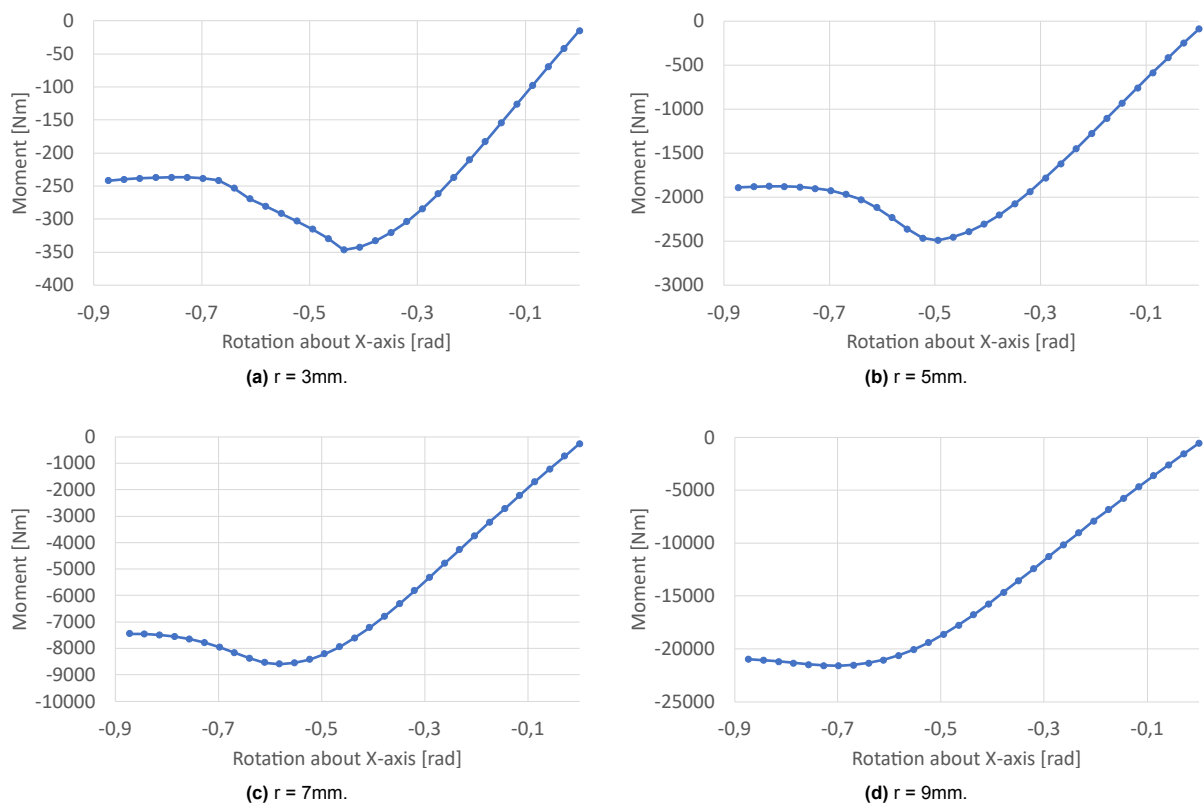 0
-50
-100
-150
-200
-250
-300
-350
-400
Moment [Nm]
-0,9 -0,7 -0,5 -0,3 -0,1
Rotation about X-axis [rad]
(a) r = 3mm.
0
-500
-1000
-1500
-2000
-2500
-3000
Moment [Nm]
-0,9 -0,7 -0,5 -0,3 -0,1
Rotation about X-axis [rad]
(b) r = 5mm.
0
-1000
-2000
-3000
-4000
-5000
-6000
-7000
-8000
-9000
-10000
Moment [Nm]
-0,9 -0,7 -0,5 -0,3 -0,1
Rotation about X-axis [rad]
(c) r = 7mm.
0
-5000
-10000
-15000
-20000
-25000
Moment [Nm]
-0,9 -0,7 -0,5 -0,3 -0,1
Rotation about X-axis [rad]
(d) r = 9mm.